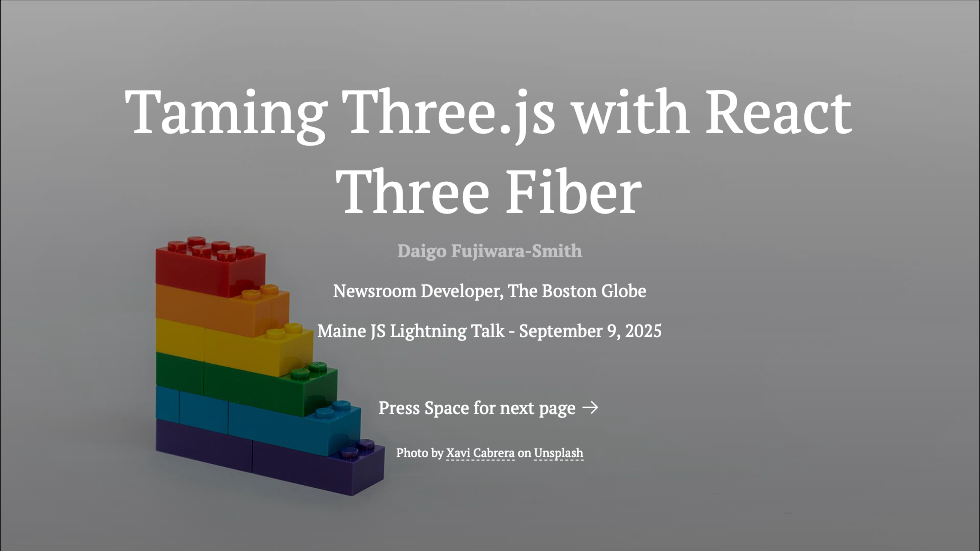 Taming Three.js with React
Three Fiber
Daigo Fujiwara-Smith
Newsroom Developer, The Boston Globe
Maine JS Lightning Talk - September 9, 2025
Press Space for next page →
Photo by Xavi Cabrera on Unsplash